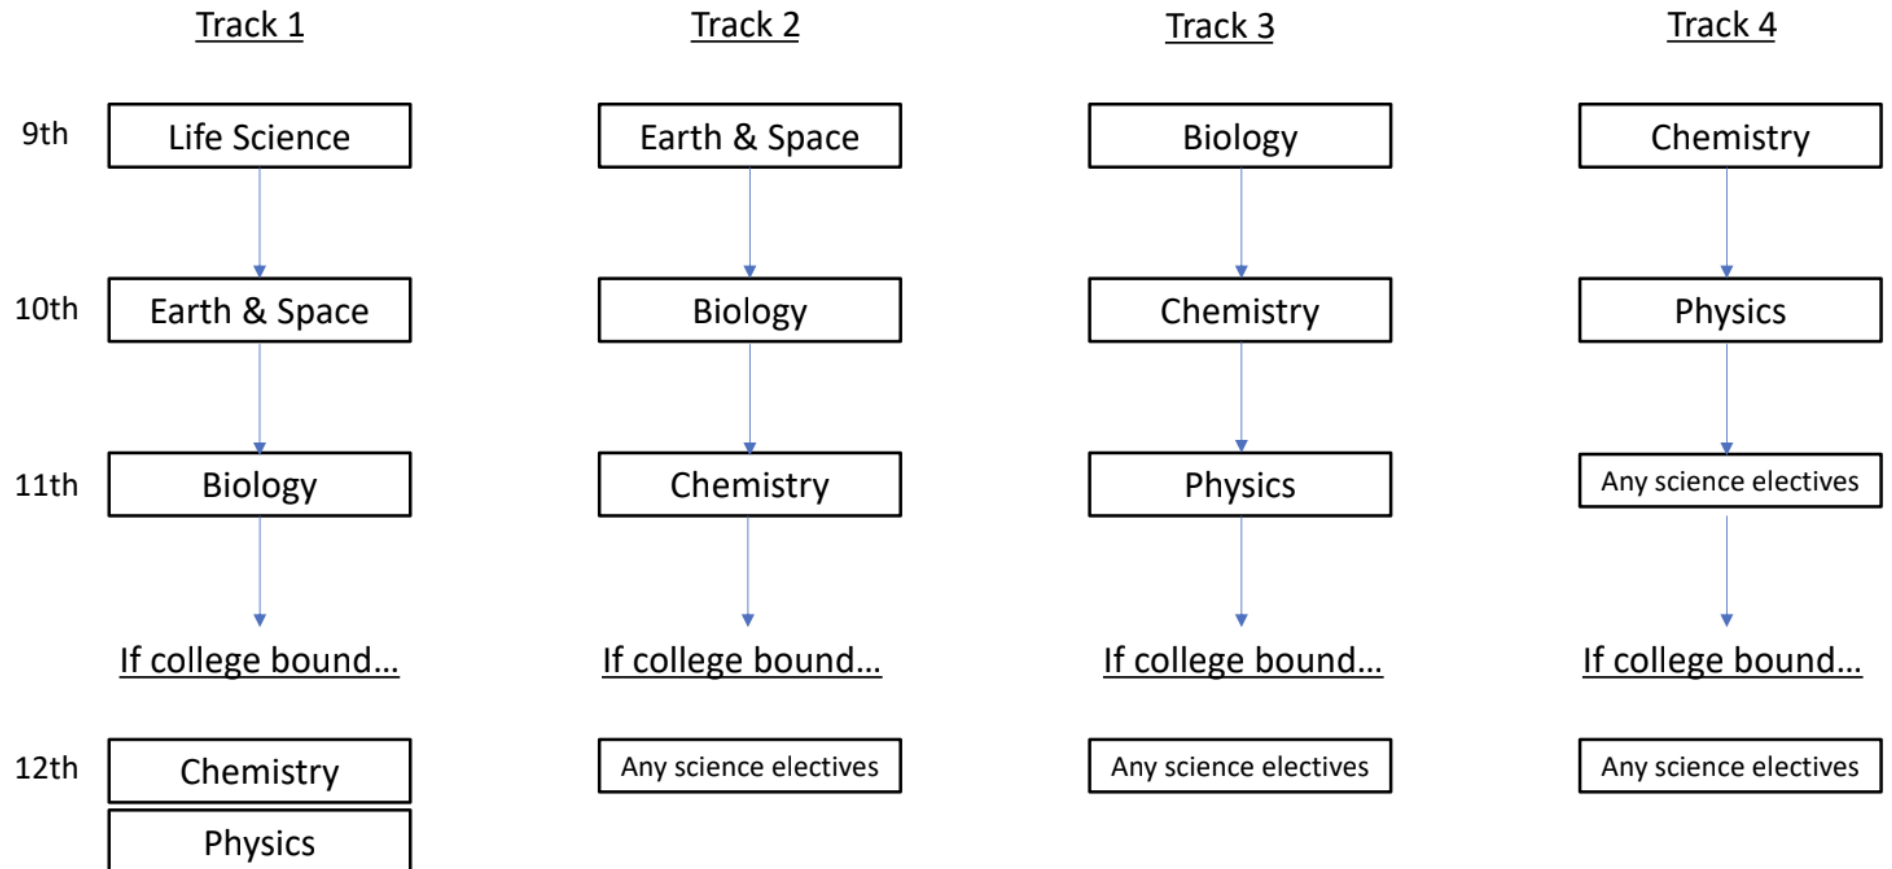 Track 1
Track 2
Track 3
Track 4
9th
Life Science
Earth & Space
Biology
Chemistry
10th
Earth & Space
Biology
Chemistry
Physics
11th
Biology
Chemistry
Physics
Any science electives
If college bound...
If college bound...
If college bound...
If college bound...
12th
Chemistry
Any science electives
Any science electives
Any science electives
Physics